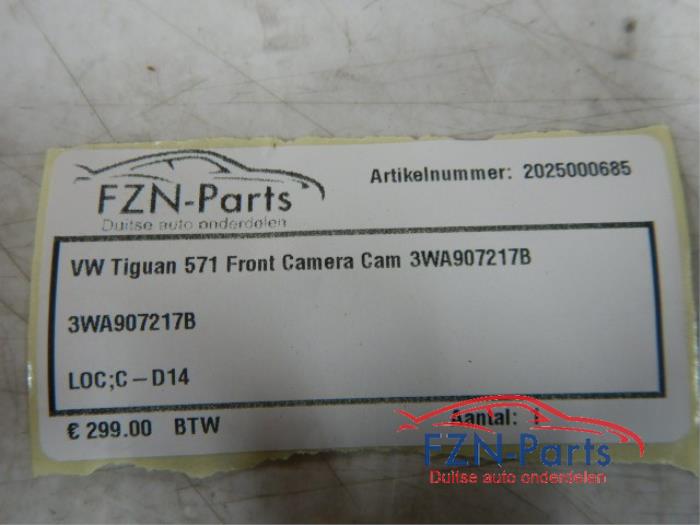 FZN-Parts
Duitse auto onderdelen
Artikelnummer: 2025000685
VW Tiguan 571 Front Camera Cam 3WA907217B
3WA907217B
LOC;C-D14
€ 299.00 BTW
Aantal: 1
FZN-Parts
Duitse auto onderdelen